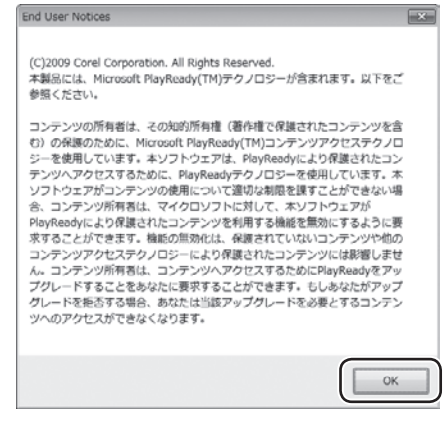 End User Notices
(C)2009 Corel Corporation. All Rights Reserved.
本製品には、Microsoft PlayReady(TM)テクノロジーが含まれます。以下をご
参照ください。
コンテンツの所有者は、その知的所有権（著作権で保護されたコンテンツを含
む）の保護のために、Microsoft PlayReady(TM)コンテンツアクセステクノロ
ジーを使用しています。本ソフトウェアは、PlayReadyにより保護されたコン
テンツへアクセスするために、PlayReadyテクノロジーを使用しています。本
ソフトウェアがコンテンツの使用について適切な制限を課すことができない場
合、コンテンツ所有者は、マイクロソフトに対して、本ソフトウェアが
PlayReadyにより保護されたコンテンツを利用する機能を無効にするように要
求することができます。機能の無効化は、保護されていないコンテンツや他の
コンテンツアクセステクノロジーにより保護されたコンテンツには影響しませ
ん。コンテンツ所有者は、コンテンツへアクセスするためにPlayReadyをアッ
プグレードすることをあなたに要求することができます。もしあなたがアップ
グレードを拒否する場合、あなたは当該アップグレードを必要とするコンテン
ツへのアクセスができなくなります。
OK